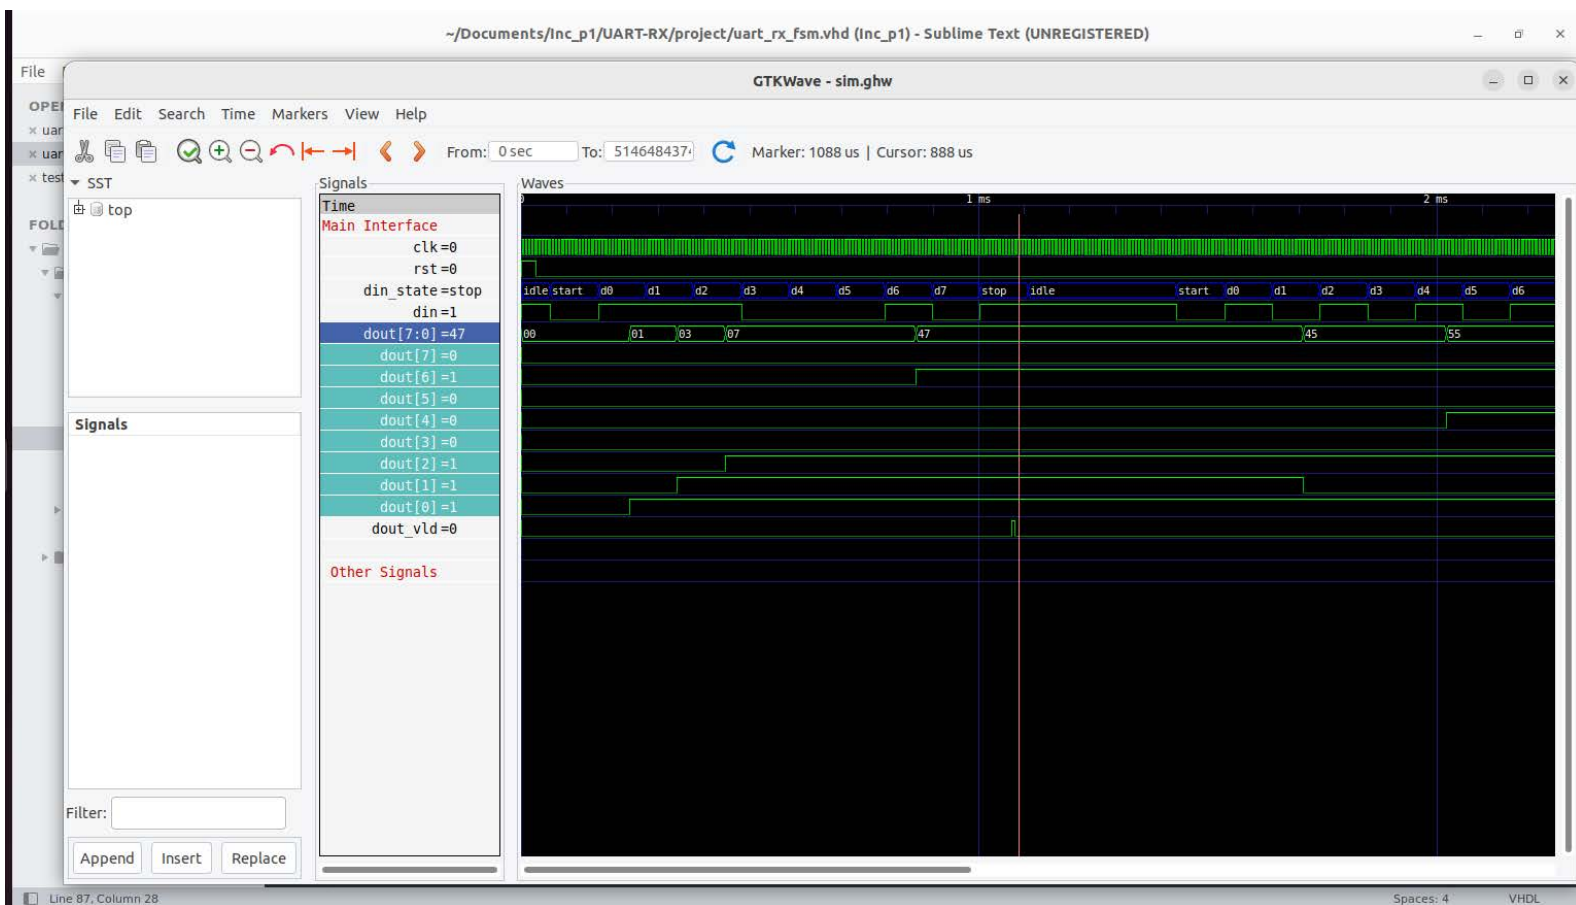 ~/Documents/Inc_p1/UART-RX/project/uart_rx_fsm.vhd (Inc_p1) - Sublime Text (UNREGISTERED)
File
GTKWave - sim.ghw
OPE
File Edit Search Time Markers View Help
uar
uar
From: 0 sec To: 514648437 Marker: 1088 us | Cursor: 888 us
test
SST Signals Waves
top
FOL
Time 0 1 ms 2 ms
Main Interface
clk=0
rst=0
din_state=stop idle start d0 d1 d2 d3 d4 d5 d6 d7 stop idle start d0 d1 d2 d3 d4 d5 d6
din=1
dout[7:0]=47 00 01 03 07 47 45 55
dout[7]=0
dout[6]=1
dout[5]=0
dout[4]=0
Signals
dout[3]=0
dout[2]=1
dout[1]=1
dout[0]=1
dout_vld=0
Other Signals
Filter:
Append Insert Replace
Line 87, Column 28 Spaces: 4 VHDL